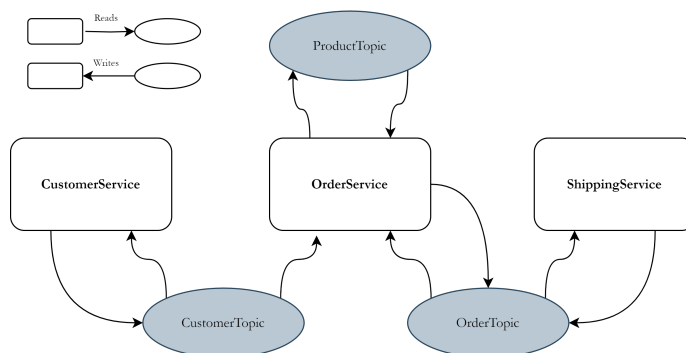 Reads
Writes
ProductTopic
CustomerService
OrderService
ShippingService
CustomerTopic
OrderTopic